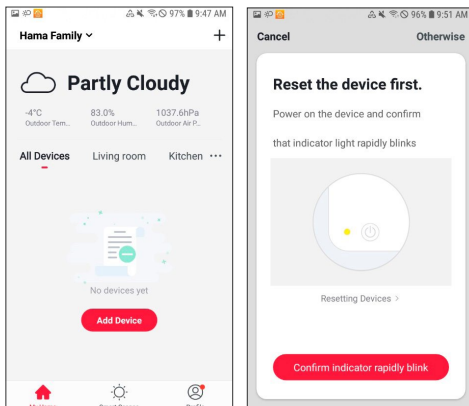 97% 9:47 AM
Hama Family
Partly Cloudy
-4°C 83.0% 1037.6hPa
Outdoor Tem... Outdoor Hum... Outdoor Air P...
All Devices Living room Kitchen ...
No devices yet
Add Device
96% 9:51 AM
Cancel Otherwise
Reset the device first.
Power on the device and confirm
that indicator light rapidly blinks
Resetting Devices >
Confirm indicator rapidly blink